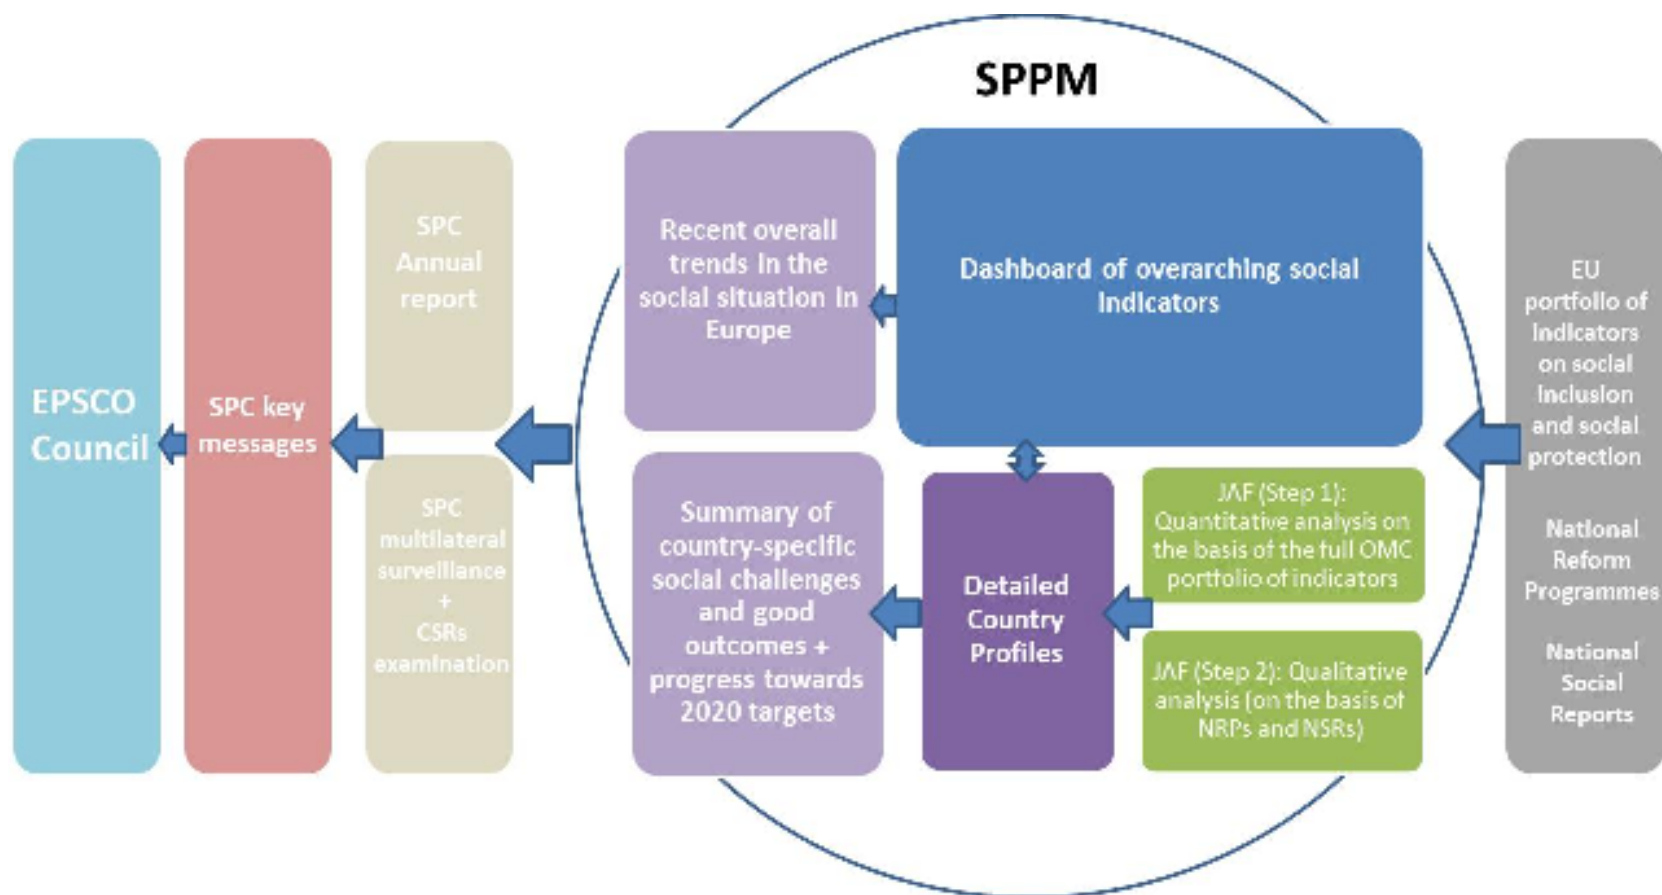 SPPM
EPSCO
Council
SPC key
messages
SPC
Annual
report
SPC
multilateral
surveillance
+
CSRs
examination
Recent overall
trends in the
social situation in
Europe
Dashboard of overarching social
indicators
Summary of
country-specific
social challenges
and good
outcomes +
progress towards
2020 targets
Detailed
Country
Profiles
JAF (Step 1):
Quantitative analysis on
the basis of the full OMC
portfolio of indicators
JAF (Step 2): Qualitative
analysis (on the basis of
NRPs and NSRs)
EU
portfolio of
indicators
on social
inclusion
and social
protection
National
Reform
Programmes
National
Social
Reports